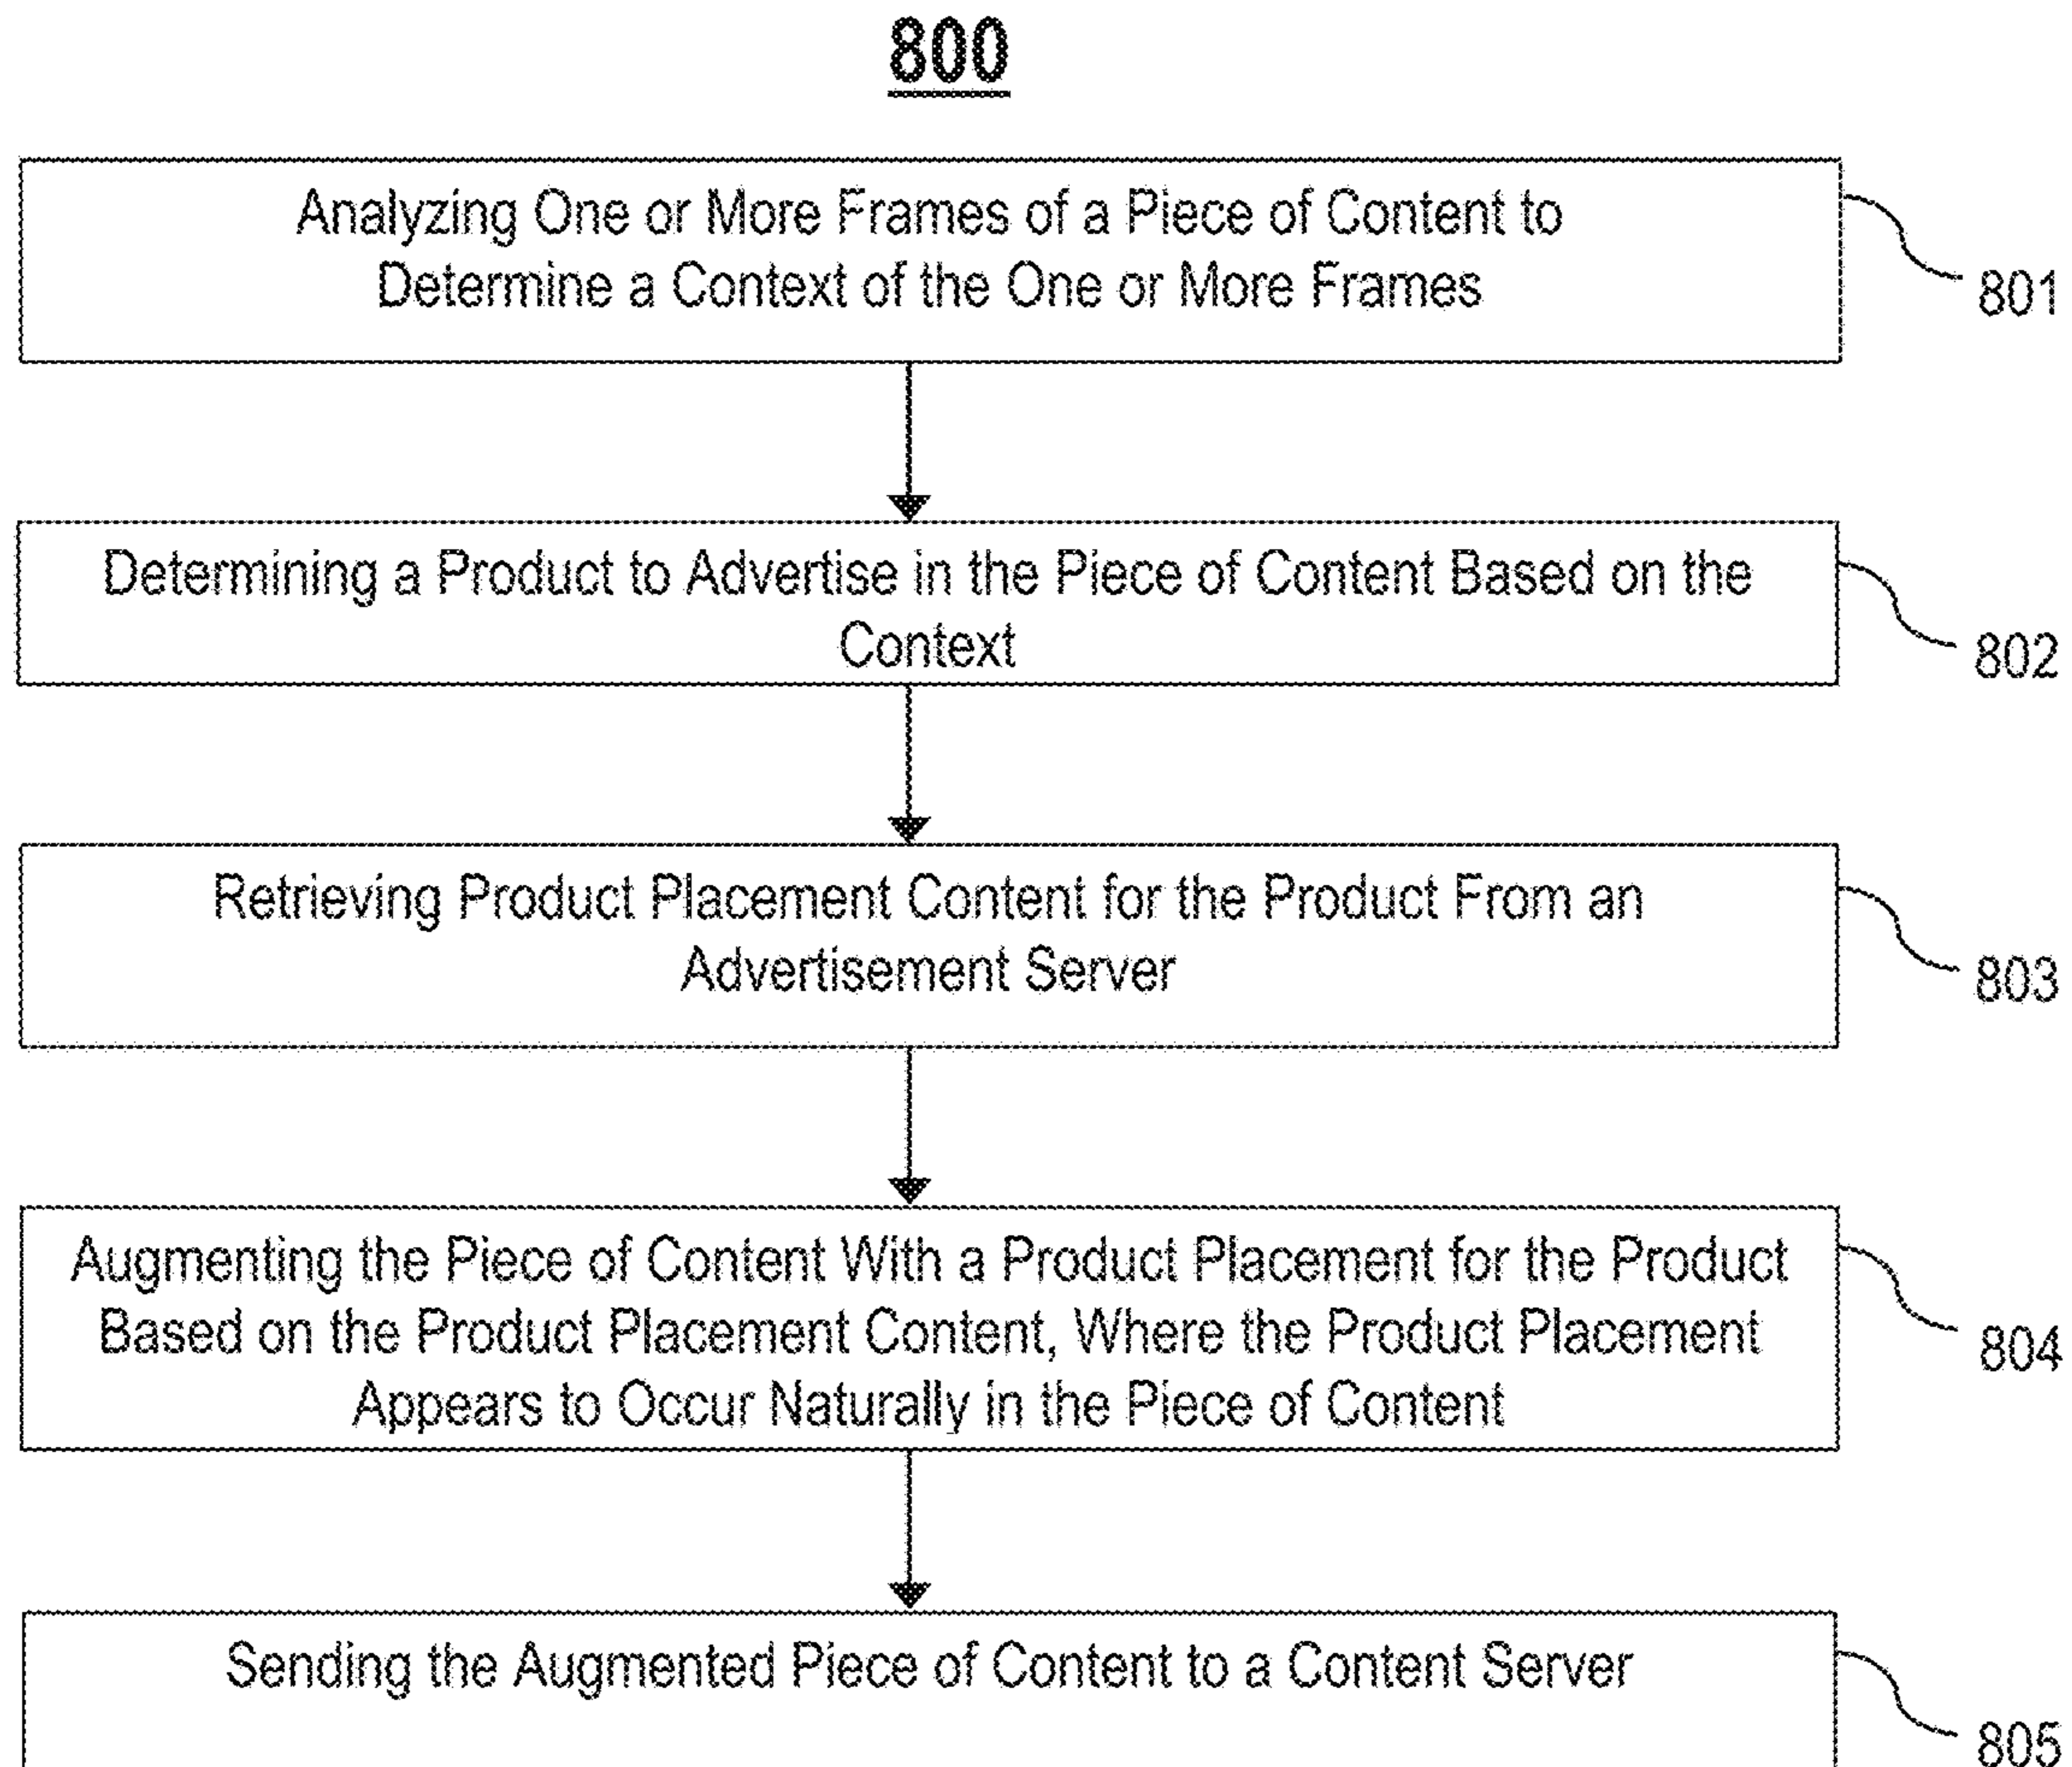 800
Analyzing One or More Frames of a Piece of Content to
Determine a Context of the One or More Frames
801
Determining a Product to Advertise in the Piece of Content Based on the
Context
802
Retrieving Product Placement Content for the Product From an
Advertisement Server
803
Augmenting the Piece of Content With a Product Placement for the Product
Based on the Product Placement Content, Where the Product Placement
Appears to Occur Naturally in the Piece of Content
804
Sending the Augmented Piece of Content to a Content Server
805